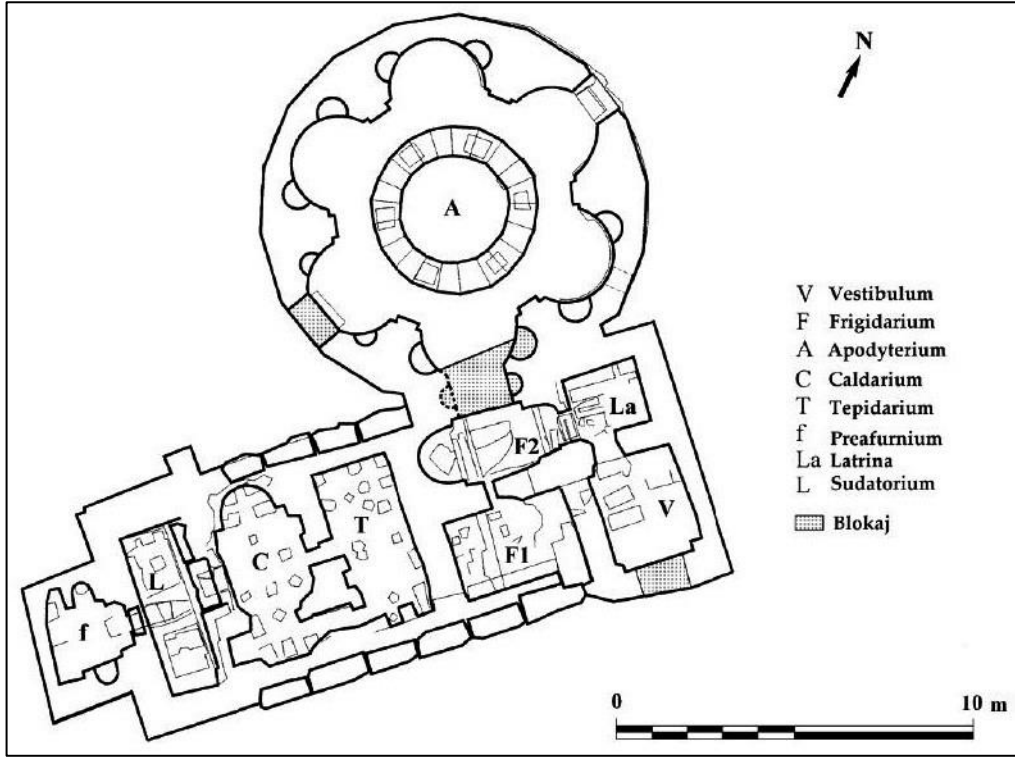 N
A
V Vestibulum
F Frigidarium
A Apodyterium
C Caldarium
T Tepidarium
f Preafurnium
La Latrina
L Sudatorium
Blokaj
La
F2
T
V
F1
C
L
f
0 10 m